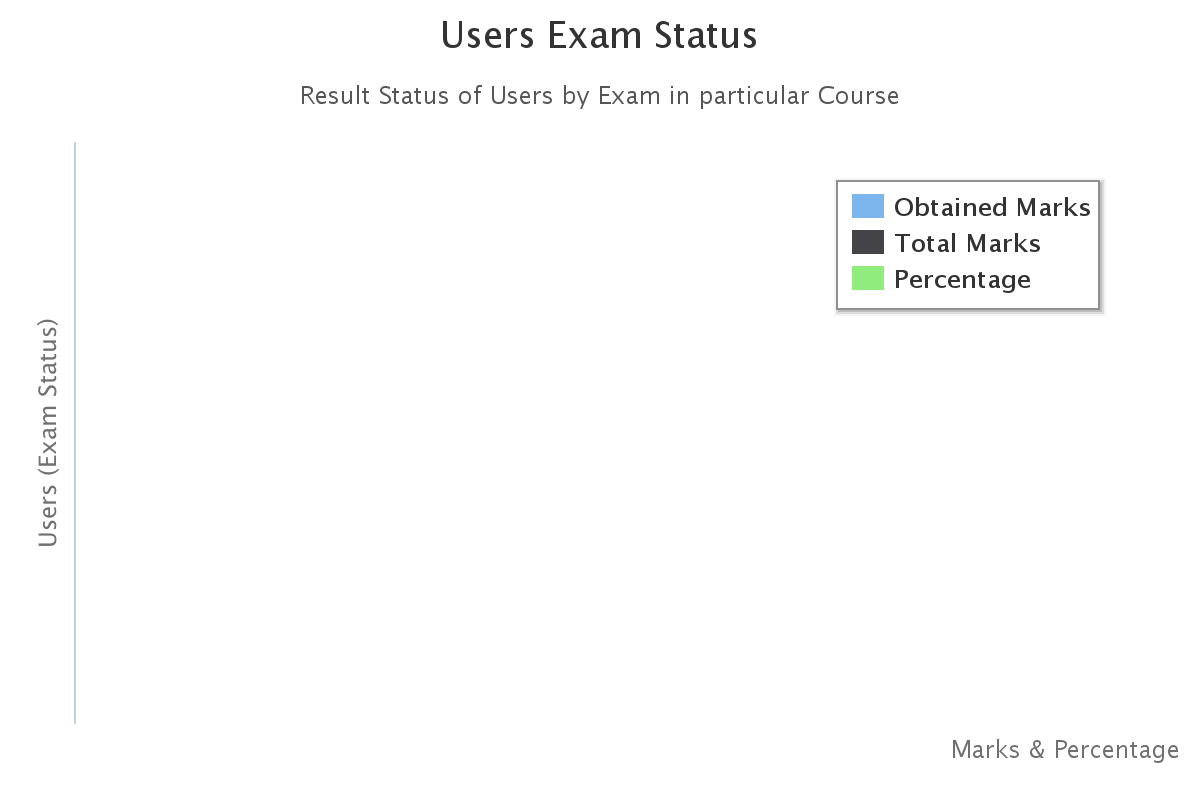 Users Exam Status
Result Status of Users by Exam in particular Course
Obtained Marks
Total Marks
Percentage
Users (Exam Status)
Marks & Percentage